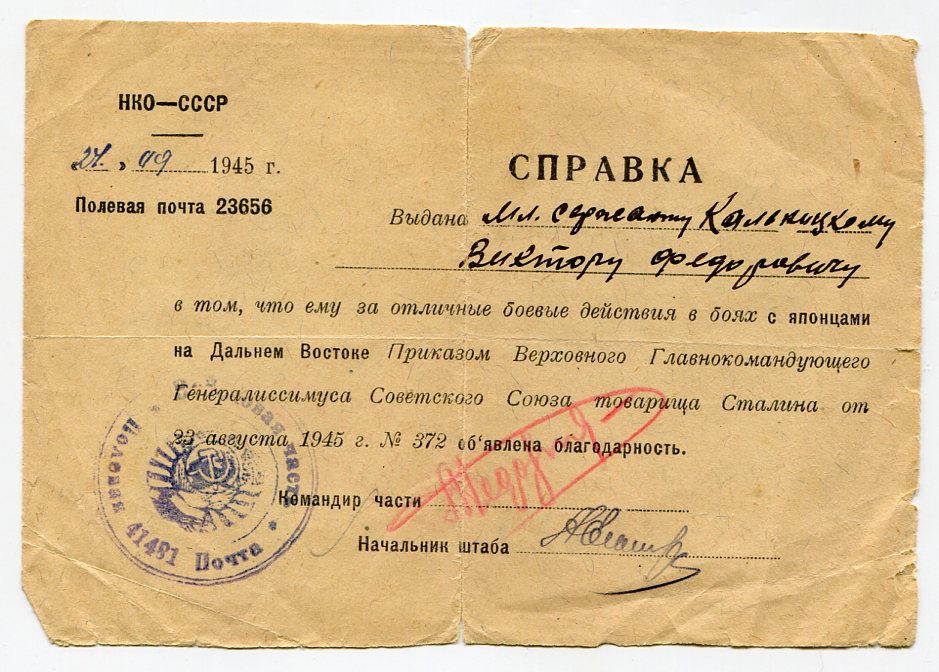 НКО—СССР
СПРАВКА
„24.“ 09 1945 г.
Полевая почта 23656
Выдана Мл. сержанту Кальницкому
Виктору Федоровичу
в том, что ему за отличные боевые действия в боях с японцами
на Дальнем Востоке Приказом Верховного Главнокомандующего
Генералиссимуса Советского Союза товарища Сталина от
23 августа 1945 г. № 372 об'явлена благодарность.
Командир части
Начальник штаба
Полевая Почта 41481
часть